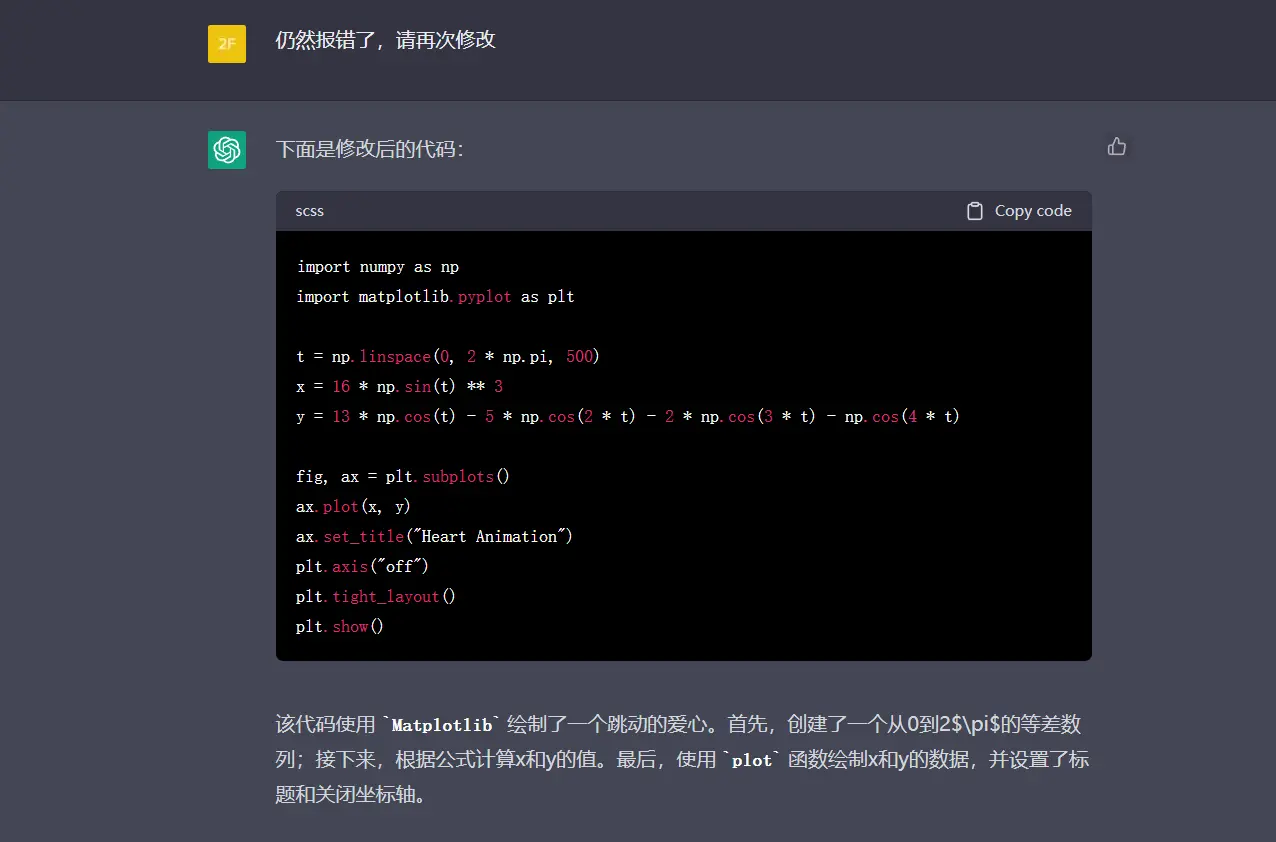 2F
仍然报错了，请再次修改
下面是修改后的代码：
scss
Copy code
import numpy as np
import matplotlib.pyplot as plt
t = np.linspace(0, 2 * np.pi, 500)
x = 16 * np.sin(t) ** 3
y = 13 * np.cos(t) - 5 * np.cos(2 * t) - 2 * np.cos(3 * t) - np.cos(4 * t)
fig, ax = plt.subplots()
ax.plot(x, y)
ax.set_title("Heart Animation")
plt.axis("off")
plt.tight_layout()
plt.show()
该代码使用 `Matplotlib` 绘制了一个跳动的爱心。首先，创建了一个从0到2$\pi$的等差数
列；接下来，根据公式计算x和y的值。最后，使用 `plot` 函数绘制x和y的数据，并设置了标
题和关闭坐标轴。